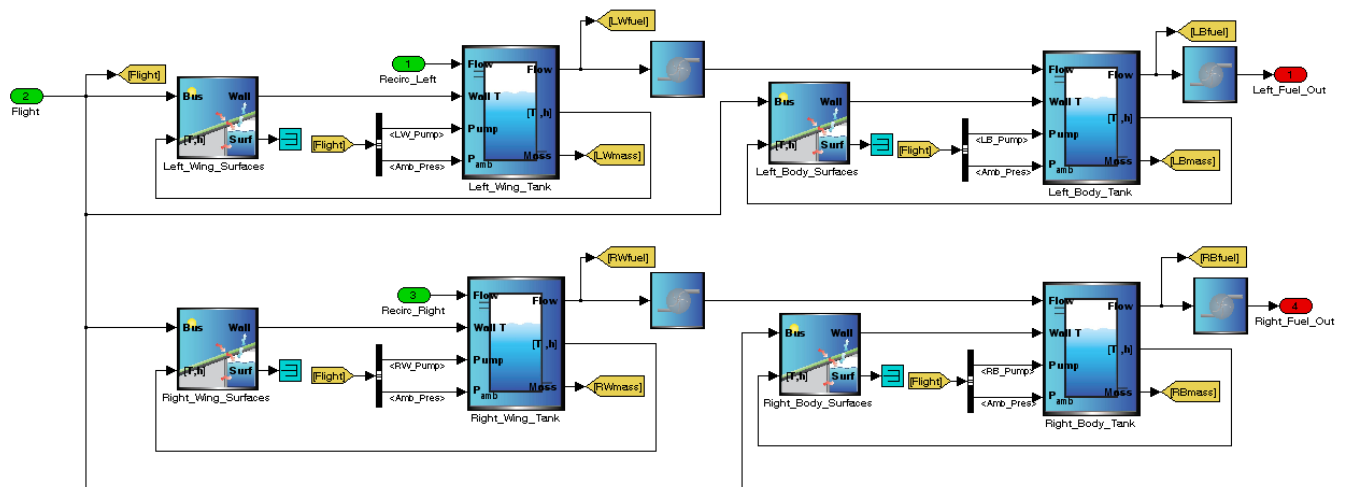 [LWfuel]
[LBfuel]
[Flight]
1
Recirc_Left
Flow
Flow
Flow
Flow
1
Left_Fuel_Out
2
Flight
Bus
Wall
Wall T
[T,h]
Bus
Wall
Wall T
[T,h]
[T,h]
Surf
[Flight]
<LW_Pump>
Pump
<Amb_Pres>
P amb
Mass
[LWmass]
[T,h]
Surf
[Flight]
<LB_Pump>
Pump
<Amb_Pres>
P amb
Mass
[LBmass]
Left_Wing_Surfaces
Left_Wing_Tank
Left_Body_Surfaces
Left_Body_Tank
[RWfuel]
[RBfuel]
3
Recirc_Right
Flow
Flow
Flow
Flow
4
Right_Fuel_Out
Bus
Wall
Wall T
[T,h]
Bus
Wall
Wall T
[T,h]
[T,h]
Surf
[Flight]
<RW_Pump>
Pump
<Amb_Pres>
P amb
Mass
[RWmass]
[T,h]
Surf
[Flight]
<RB_Pump>
Pump
<Amb_Pres>
P amb
Mass
[RBmass]
Right_Wing_Surfaces
Right_Wing_Tank
Right_Body_Surfaces
Right_Body_Tank